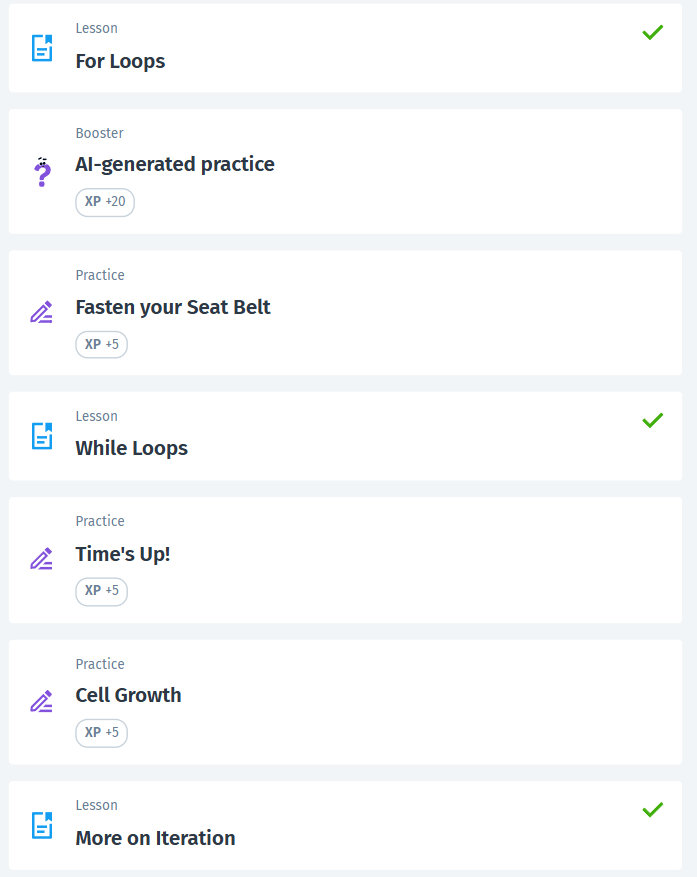 Lesson
For Loops
Booster
AI-generated practice
XP +20
Practice
Fasten your Seat Belt
XP +5
Lesson
While Loops
Practice
Time's Up!
XP +5
Practice
Cell Growth
XP +5
Lesson
More on Iteration